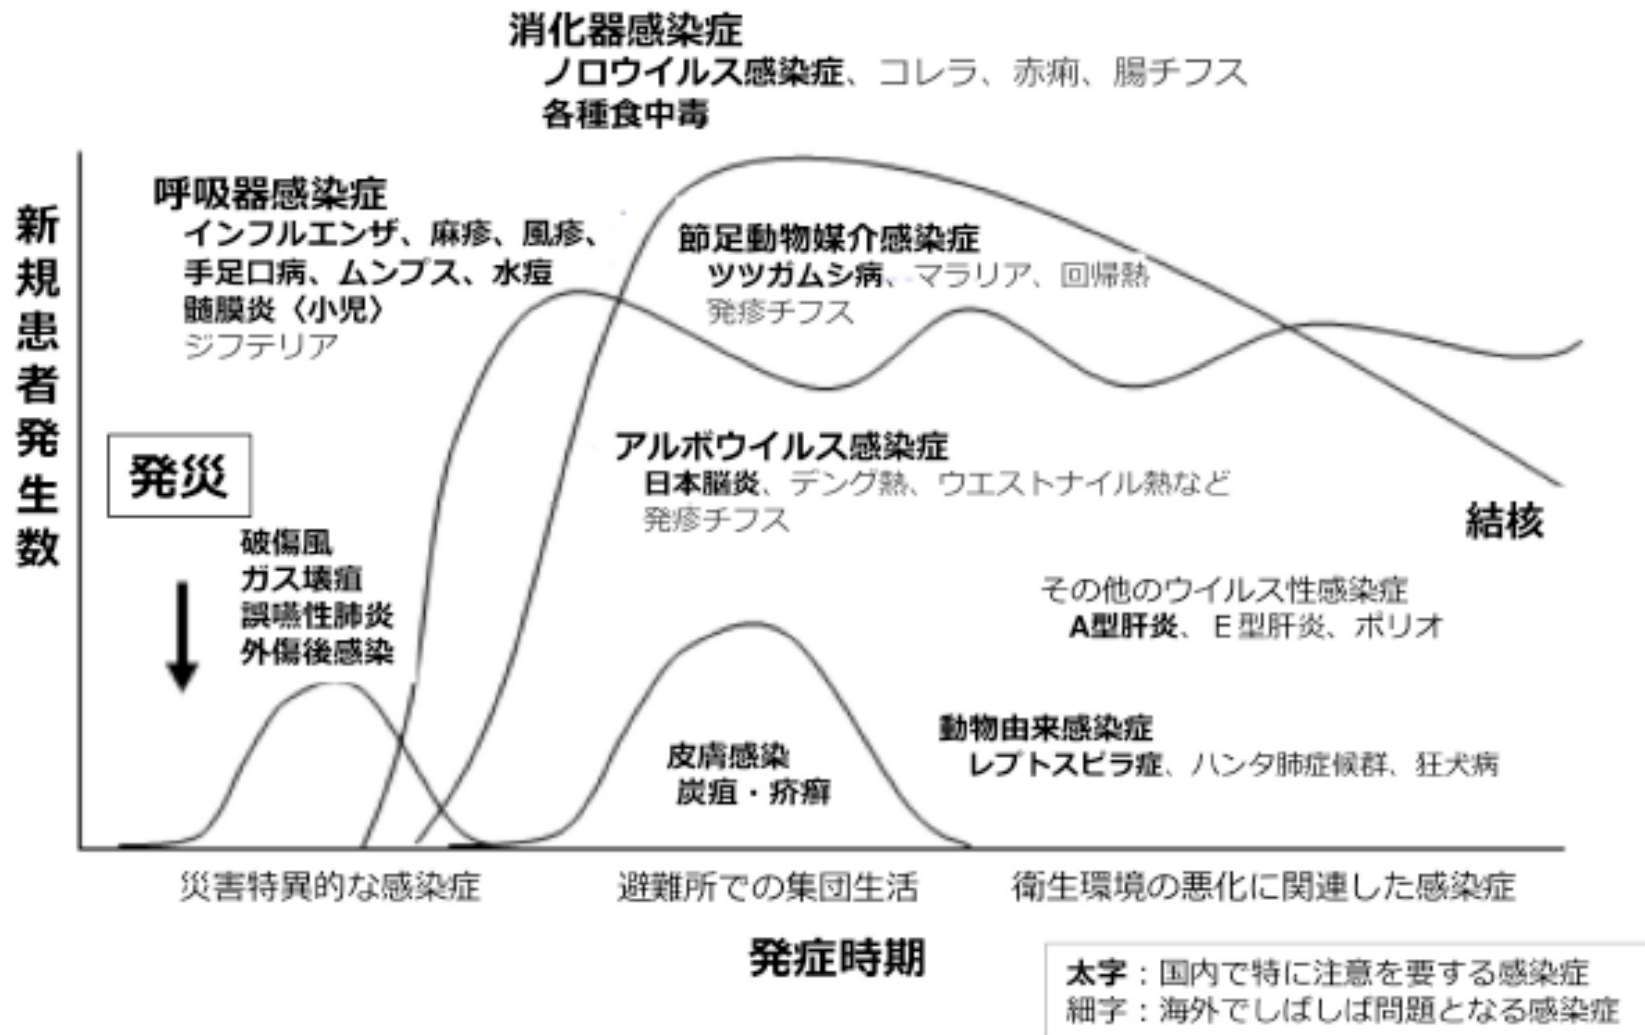 消化器感染症
ノロウイルス感染症、コレラ、赤痢、腸チフス
各種食中毒
新規患者発生数
呼吸器感染症
インフルエンザ、麻疹、風疹、
手足口病、ムンプス、水痘
髄膜炎〈小児〉
ジフテリア
節足動物媒介感染症
ツツガムシ病、マラリア、回帰熱
発疹チフス
発災
アルボウイルス感染症
日本脳炎、デング熱、ウエストナイル熱など
発疹チフス
破傷風
ガス壊疽
誤嚥性肺炎
外傷後感染
結核
その他のウイルス性感染症
A型肝炎、E型肝炎、ポリオ
皮膚感染
炭疽・疥癬
動物由来感染症
レプトスピラ症、ハンタ肺症候群、狂犬病
災害特異的な感染症
避難所での集団生活
衛生環境の悪化に関連した感染症
発症時期
太字：国内で特に注意を要する感染症
細字：海外でしばしば問題となる感染症